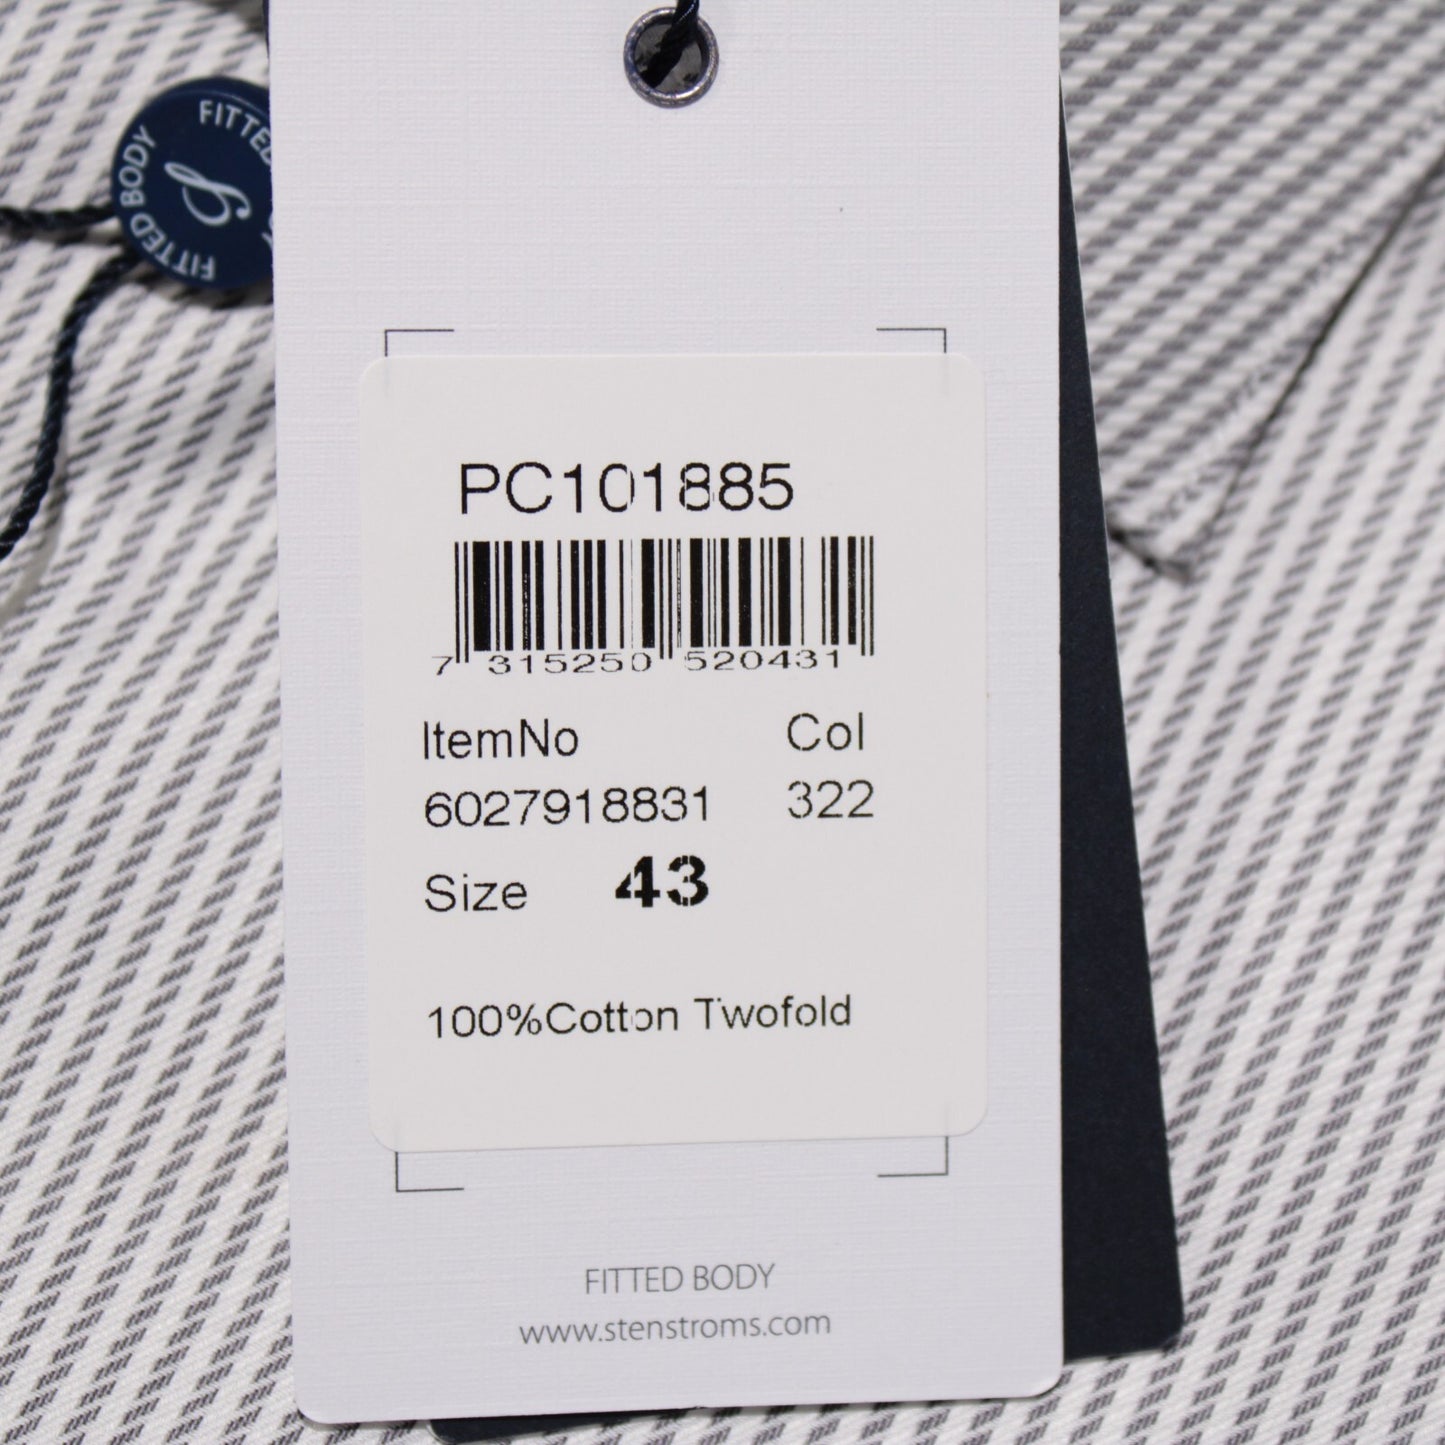 FITTED BODY
FITTED
PC101885
7 315250 520431
ItemNo Col
6027918831 322
Size 43
100%Cotton Twofold
FITTED BODY
www.stenstroms.com